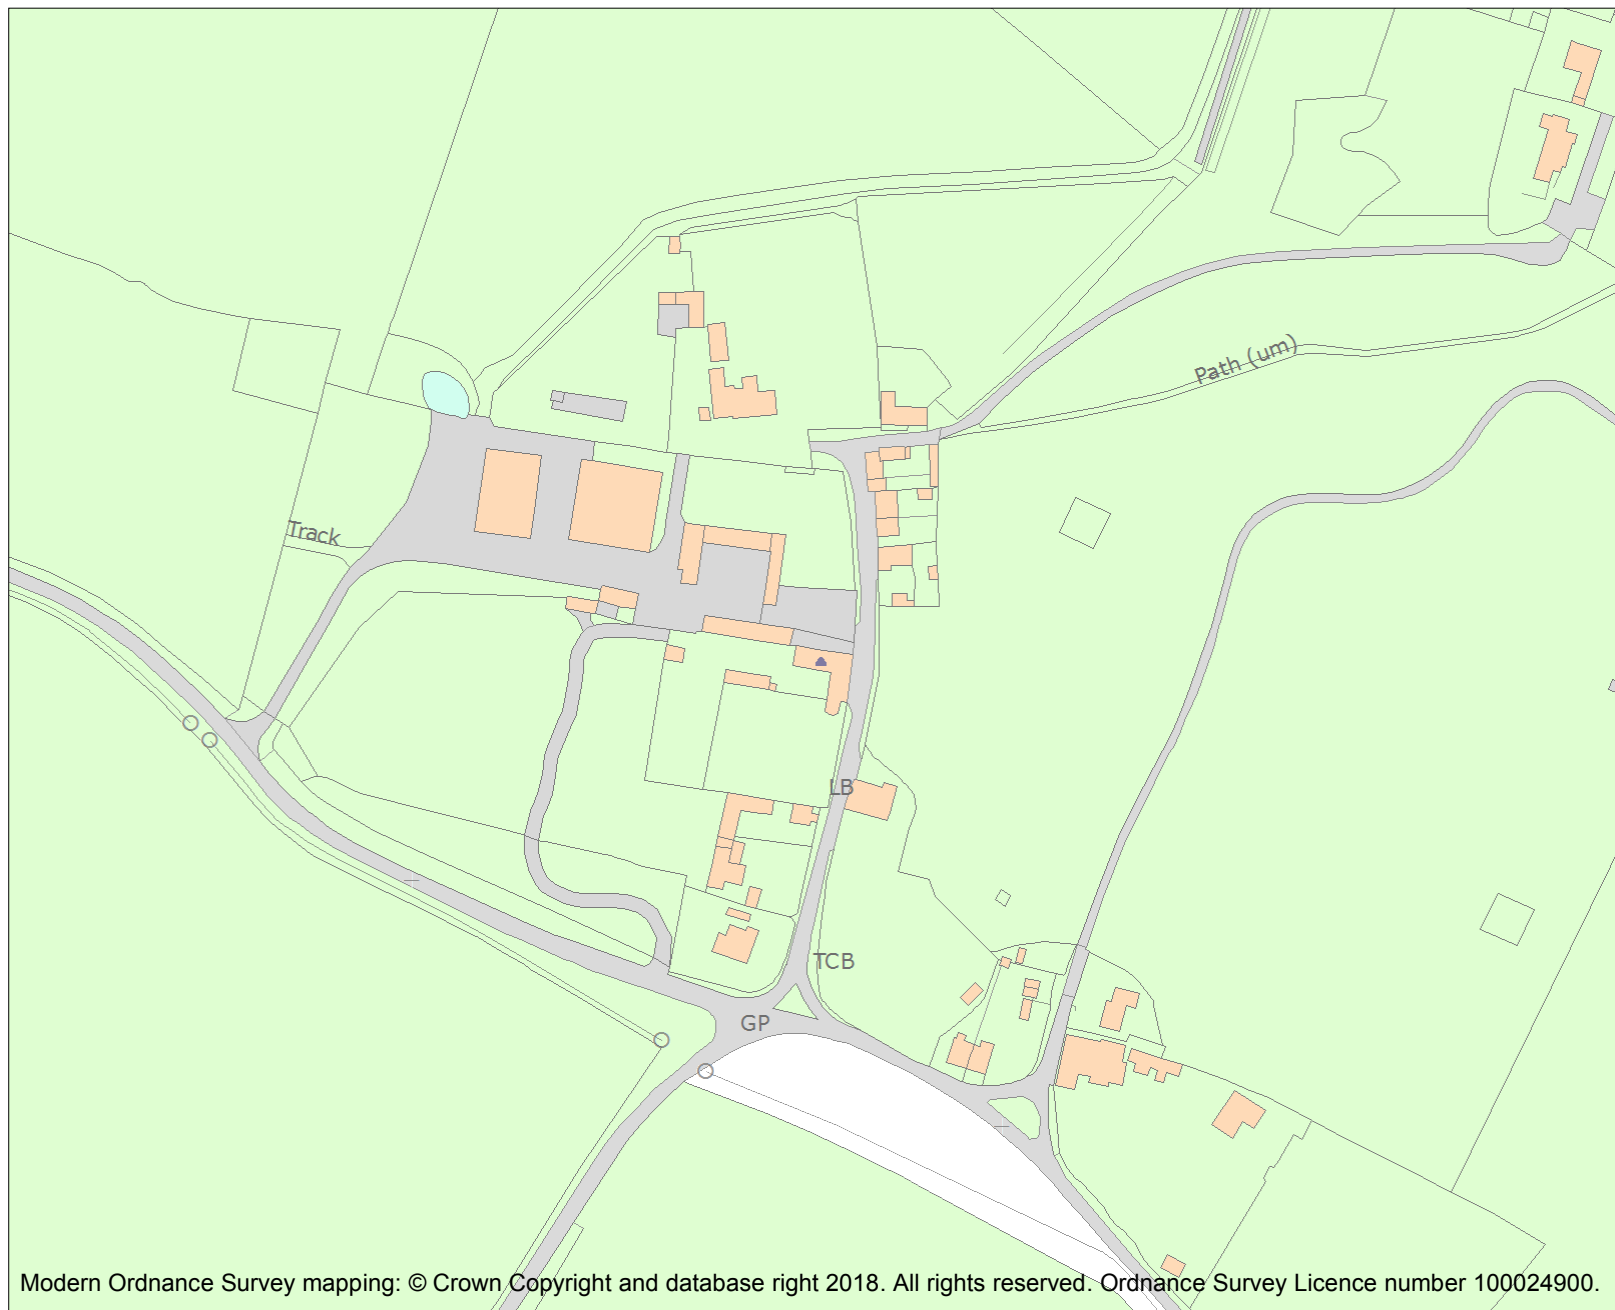 Path (um)
Track
LB
TCB
GP
Modern Ordnance Survey mapping: © Crown Copyright and database right 2018. All rights reserved. Ordnance Survey Licence number 100024900.